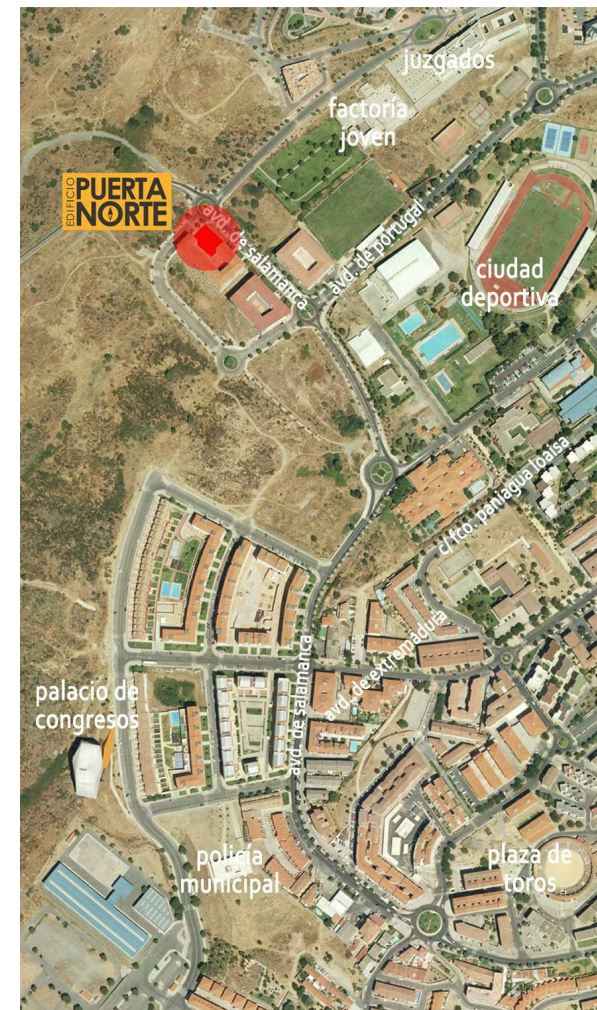 juzgados
factoría
joven
EDIFICIO
PUERTA
NORTE
avd. de salamanca
avd. de portugal
ciudad
deportiva
c/ fco. paniagua loaisa
avd. de extremadura
avd. de salamanca
palacio de
congresos
policía
municipal
plaza de
toros